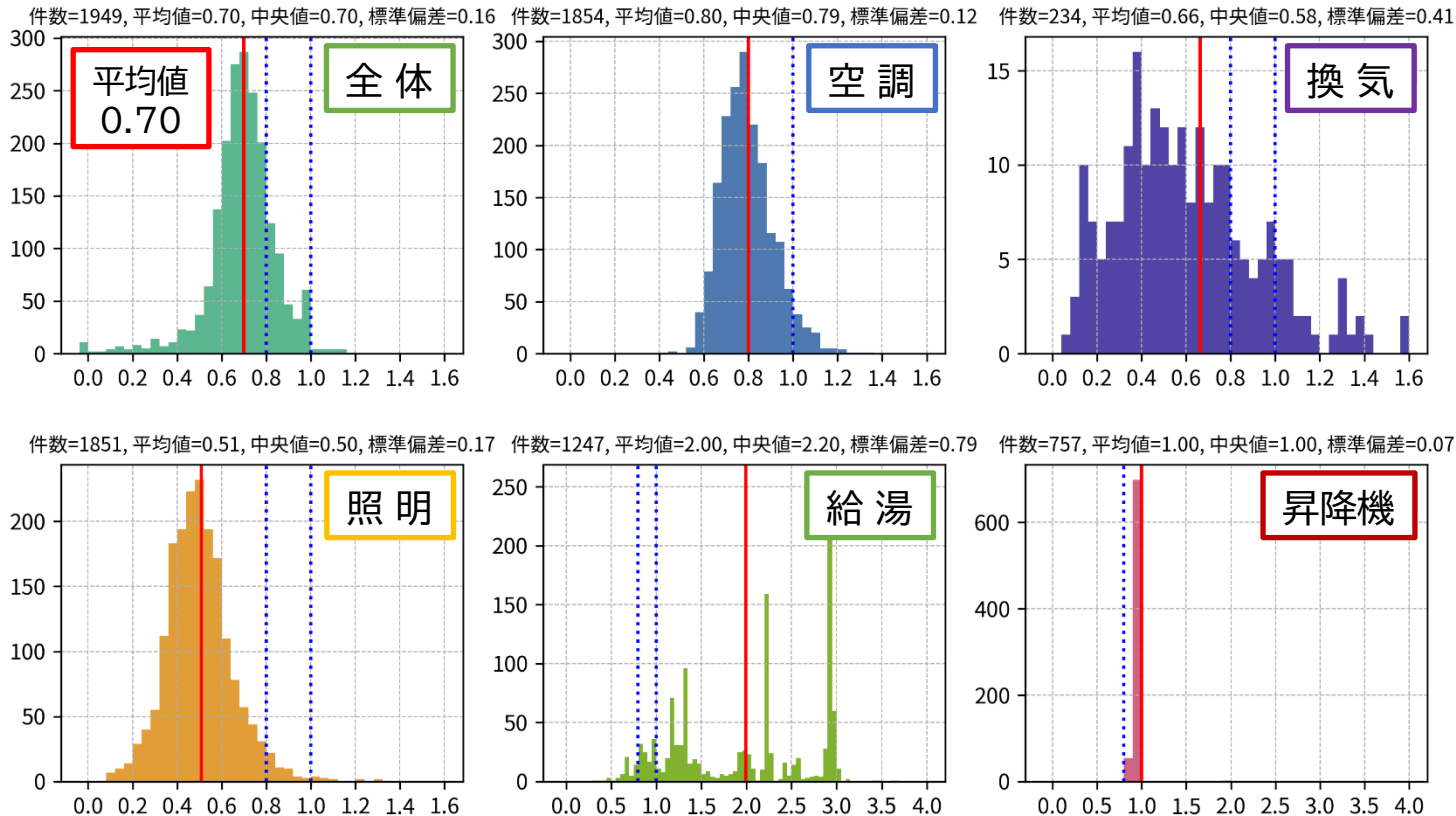 件数=1949, 平均値=0.70, 中央値=0.70, 標準偏差=0.16
平均値
0.70
全体
300
250
200
150
100
50
0
0.0 0.2 0.4 0.6 0.8 1.0 1.2 1.4 1.6
件数=1854, 平均値=0.80, 中央値=0.79, 標準偏差=0.12
空調
300
250
200
150
100
50
0
0.0 0.2 0.4 0.6 0.8 1.0 1.2 1.4 1.6
件数=234, 平均値=0.66, 中央値=0.58, 標準偏差=0.41
換気
15
10
5
0
0.0 0.2 0.4 0.6 0.8 1.0 1.2 1.4 1.6
件数=1851, 平均値=0.51, 中央値=0.50, 標準偏差=0.17
照明
200
150
100
50
0
0.0 0.2 0.4 0.6 0.8 1.0 1.2 1.4 1.6
件数=1247, 平均値=2.00, 中央値=2.20, 標準偏差=0.79
給湯
250
200
150
100
50
0
0.0 0.5 1.0 1.5 2.0 2.5 3.0 3.5 4.0
件数=757, 平均値=1.00, 中央値=1.00, 標準偏差=0.07
昇降機
600
400
200
0
0.0 0.5 1.0 1.5 2.0 2.5 3.0 3.5 4.0